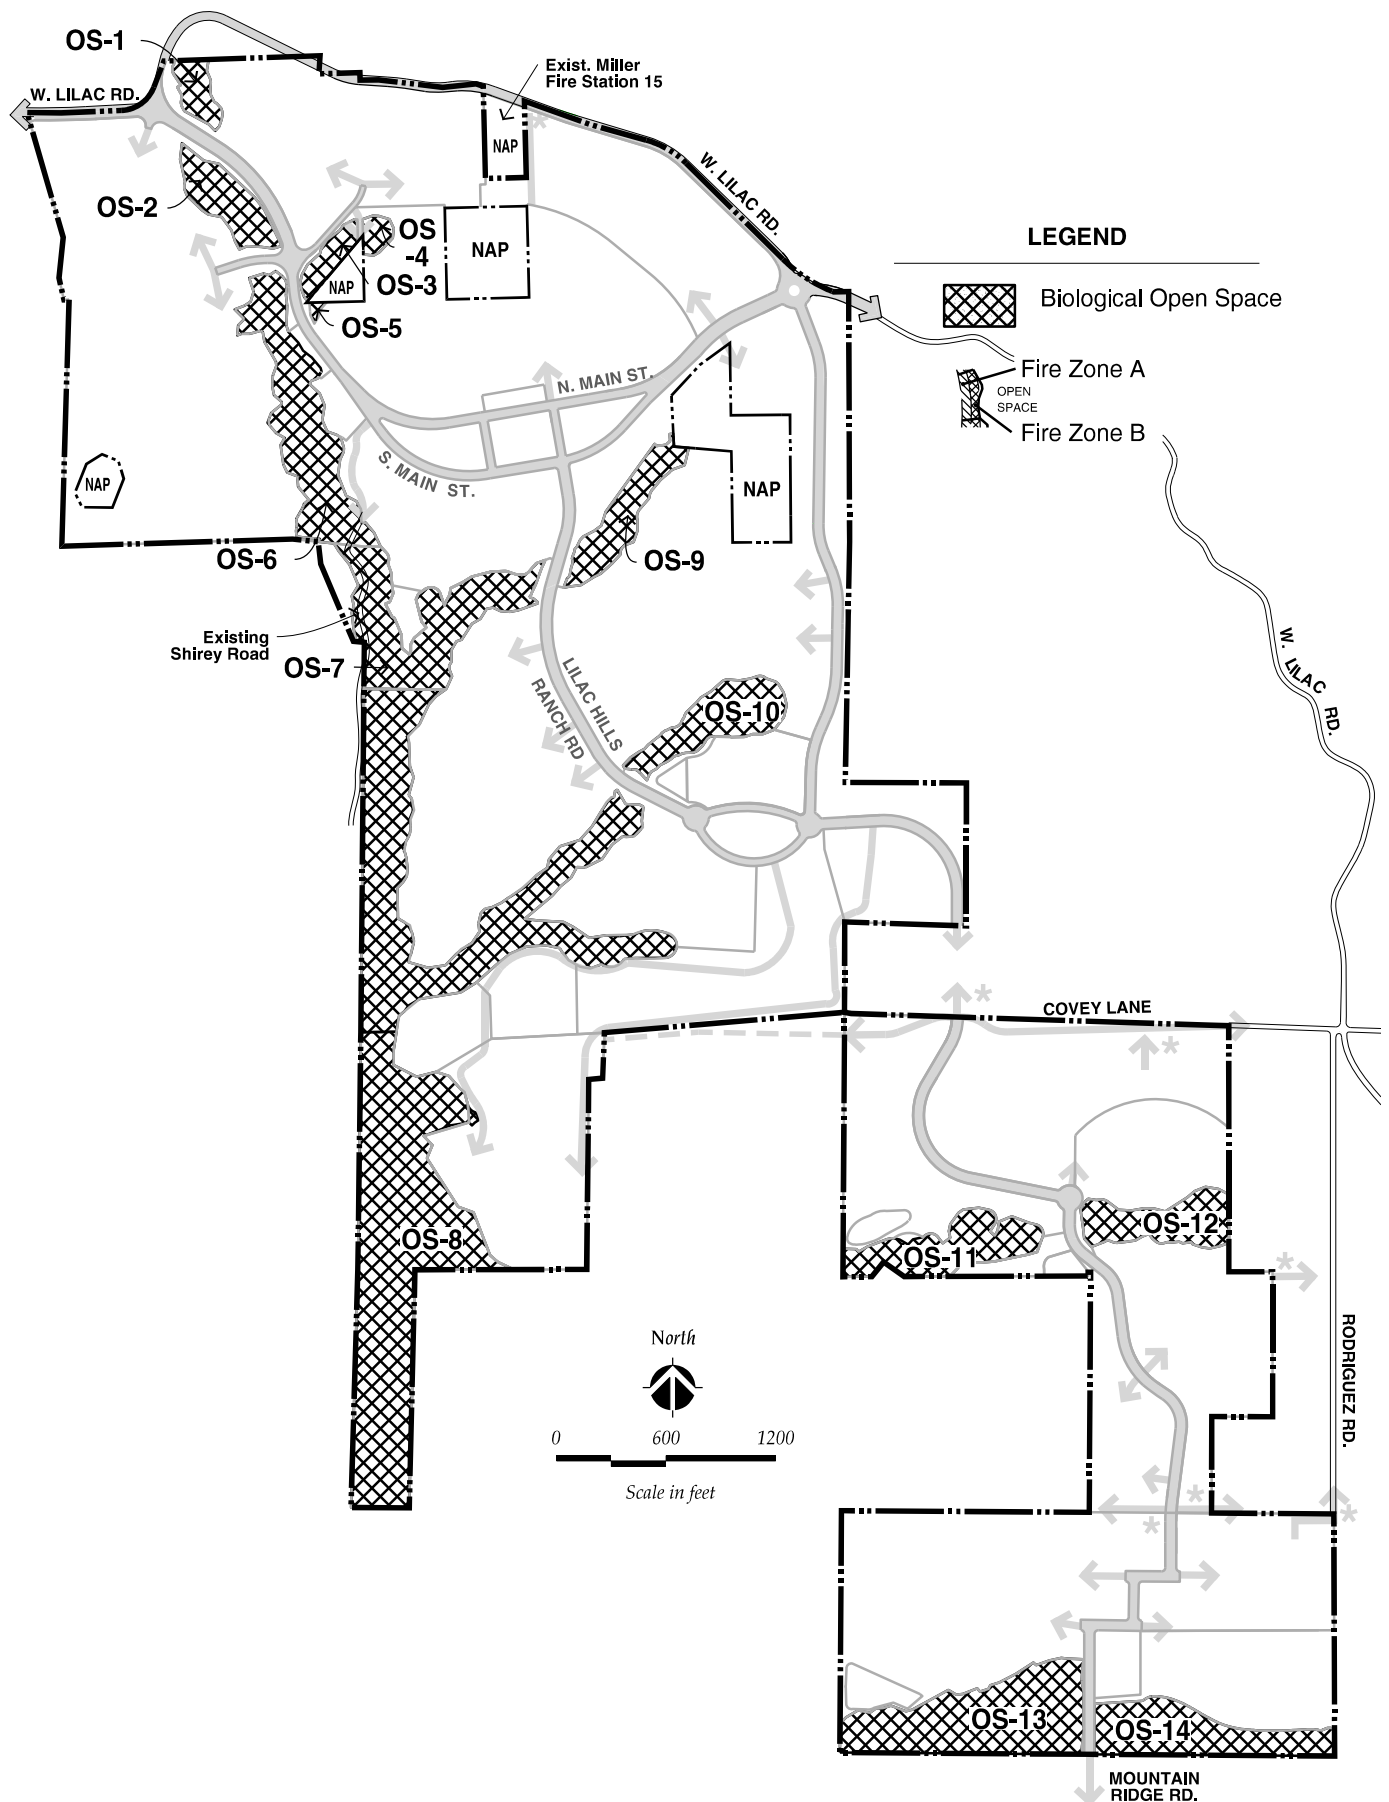 OS-1
W. LILAC RD.
Exist. Miller
Fire Station 15
NAP
W. LILAC RD.
OS-2
OS
-4
NAP
OS-3
NAP
OS-5
LEGEND
Biological Open Space
Fire Zone A
OPEN
SPACE
Fire Zone B
N. MAIN ST.
S. MAIN ST.
NAP
NAP
OS-6
OS-9
Existing
Shirey Road
OS-7
LILAC HILLS
RANCH RD
OS-10
W. LILAC RD.
COVEY LANE
*
*
*
OS-8
OS-11
OS-12
*
North
0 600 1200
Scale in feet
RODRIGUEZ RD.
*
*
*
OS-13
OS-14
MOUNTAIN
RIDGE RD.